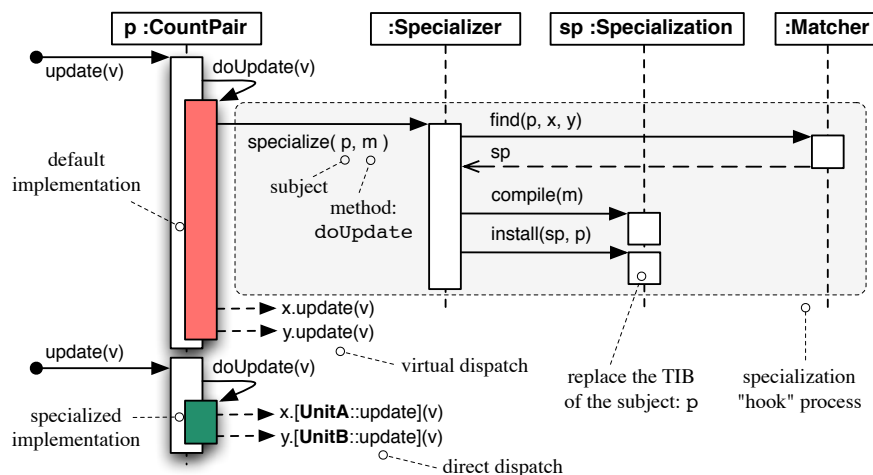 p :CountPair
:Specializer
sp :Specialization
:Matcher
update(v)
doUpdate(v)
find(p, x, y)
specialize( p, m )
sp
default
implementation
subject
method:
doUpdate
compile(m)
install(sp, p)
x.update(v)
y.update(v)
virtual dispatch
replace the TIB
of the subject: p
specialization
"hook" process
update(v)
doUpdate(v)
specialized
implementation
x.[UnitA::update](v)
y.[UnitB::update](v)
direct dispatch